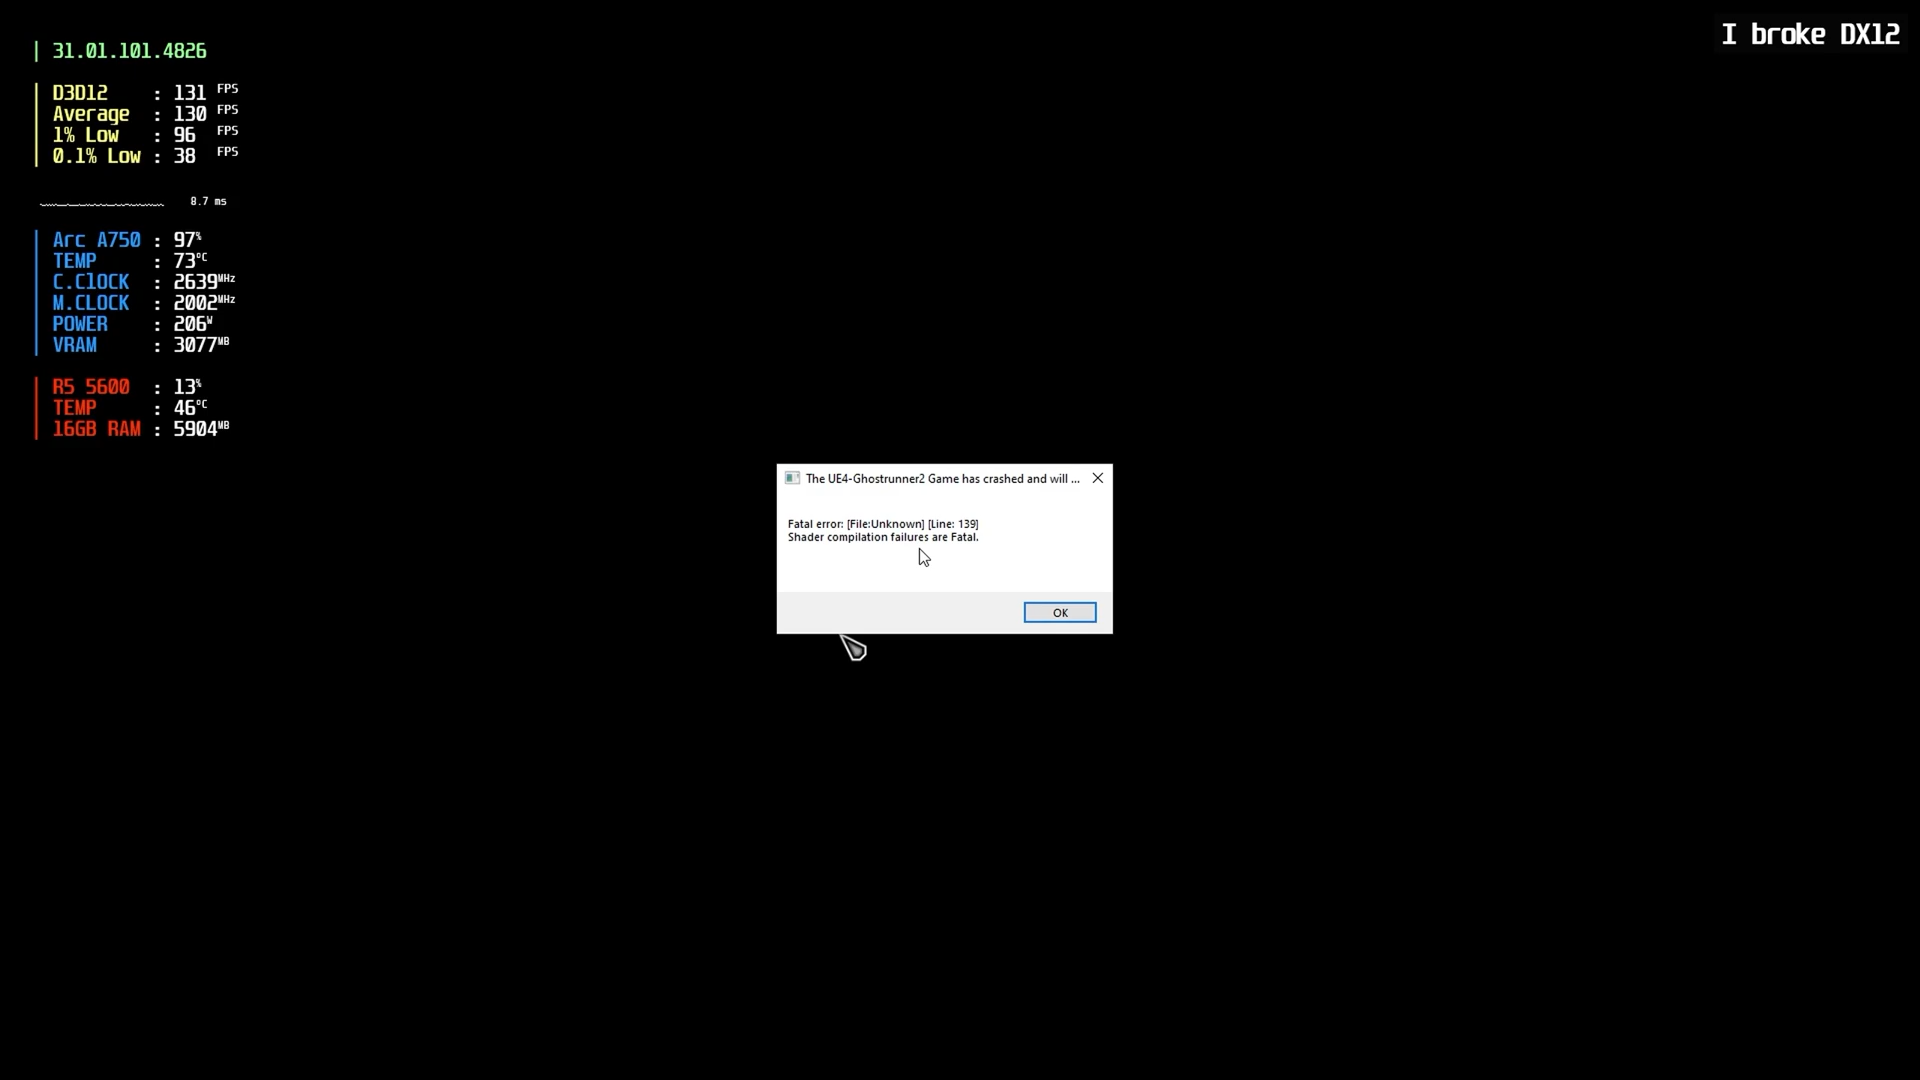 I broke DX12
31.01.101.4826
D3D12 : 131 FPS
Average : 130 FPS
1% Low : 96 FPS
0.1% Low : 38 FPS
8.7 ms
Arc A750 : 97%
TEMP : 73°C
C.ClOCK : 2639MHz
M.CLOCK : 2002MHz
POWER : 206W
VRAM : 3077MB
R5 5600 : 13%
TEMP : 46°C
16GB RAM : 5904MB
The UE4-Ghostrunner2 Game has crashed and will ...
Fatal error: [File:Unknown] [Line: 139]
Shader compilation failures are Fatal.
OK